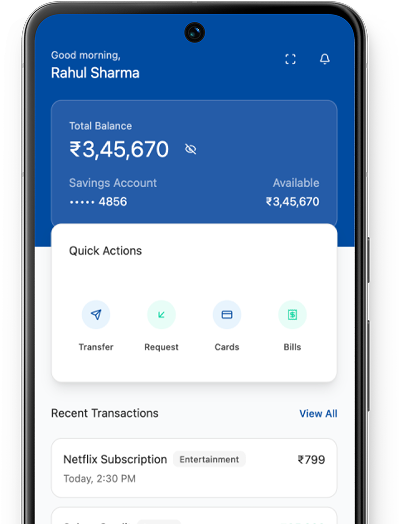 Good morning,
Rahul Sharma
Total Balance
₹3,45,670
Savings Account Available
••••• 4856 ₹3,45,670
Quick Actions
Transfer Request Cards Bills
Recent Transactions View All
Netflix Subscription Entertainment ₹799
Today, 2:30 PM